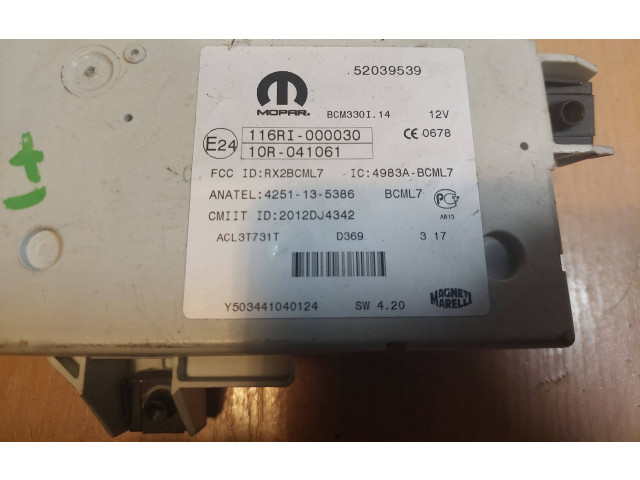 52039539
MOPAR.
BCM330I.14 12V
E24 116RI-000030 CE 0678
10R-041061
FCC ID:RX2BCML7 IC:4983A-BCML7
ANATEL:4251-13-5386 BCML7
CMIIT ID:2012DJ4342 AB15
ACL3T731T D369 3 17
Y503441040124 SW 4.20
MAGNETI
MARELLI